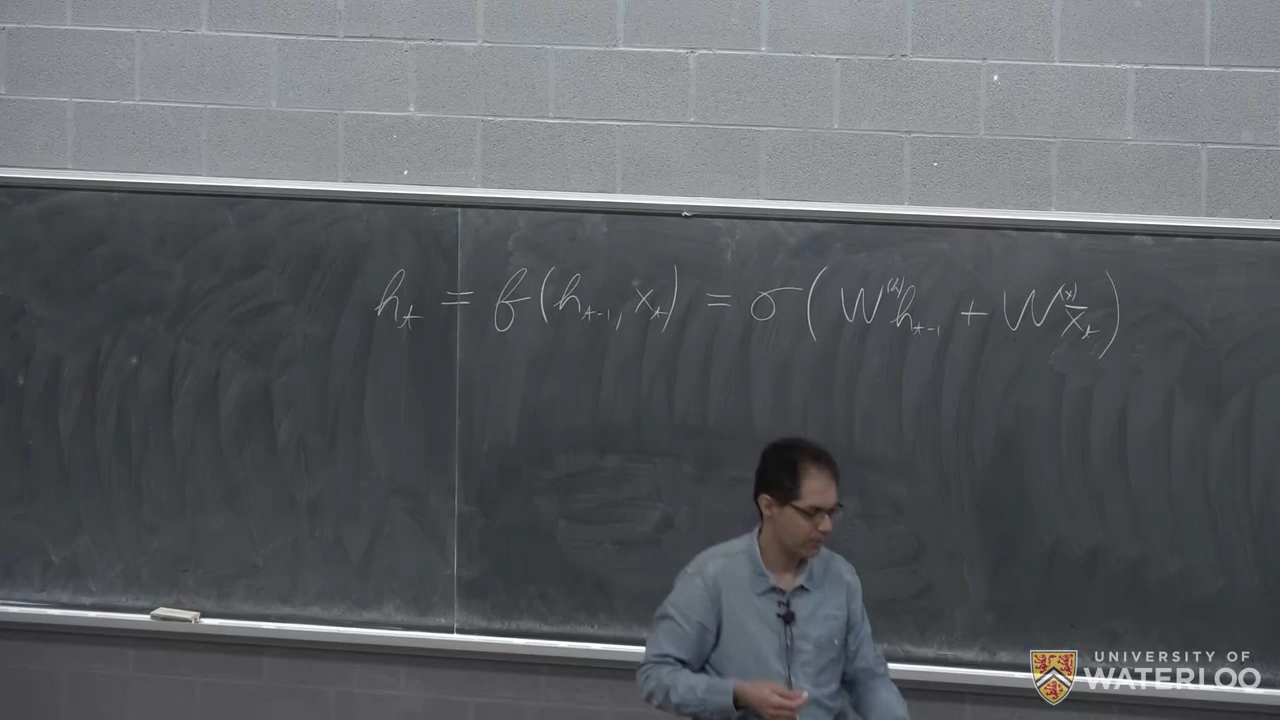 h_t = f(h_{t-1}, x_t) = σ(W^{(h)} h_{t-1} + W^{(x)} x_t)
UNIVERSITY OF
WATERLOO